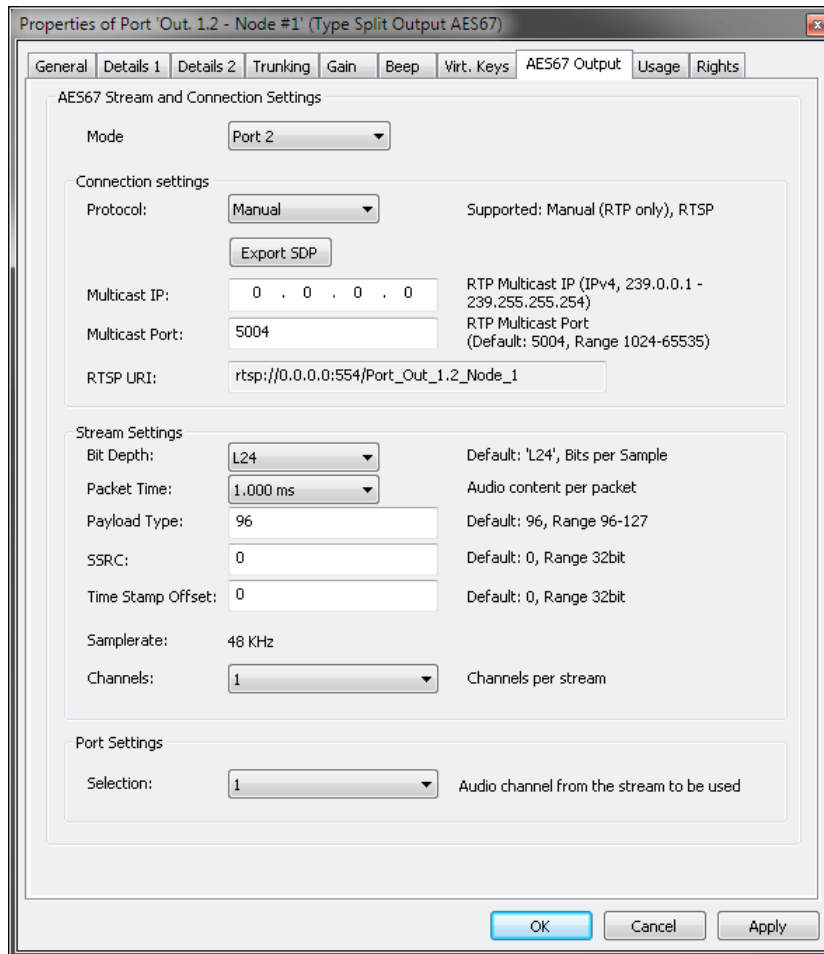 Properties of Port 'Out. 1.2 - Node #1' (Type Split Output AES67)
General Details 1 Details 2 Trunking Gain Beep Virt. Keys AES67 Output Usage Rights
AES67 Stream and Connection Settings
Mode Port 2
Connection settings
Protocol: Manual Supported: Manual (RTP only), RTSP
Export SDP
Multicast IP: 0 . 0 . 0 . 0 RTP Multicast IP (IPv4, 239.0.0.1 -
239.255.255.254)
Multicast Port: 5004 RTP Multicast Port
(Default: 5004, Range 1024-65535)
RTSP URI: rtsp://0.0.0.0:554/Port_Out_1.2_Node_1
Stream Settings
Bit Depth: L24 Default: 'L24', Bits per Sample
Packet Time: 1.000 ms Audio content per packet
Payload Type: 96 Default: 96, Range 96-127
SSRC: 0 Default: 0, Range 32bit
Time Stamp Offset: 0 Default: 0, Range 32bit
Samplerate: 48 KHz
Channels: 1 Channels per stream
Port Settings
Selection: 1 Audio channel from the stream to be used
OK Cancel Apply